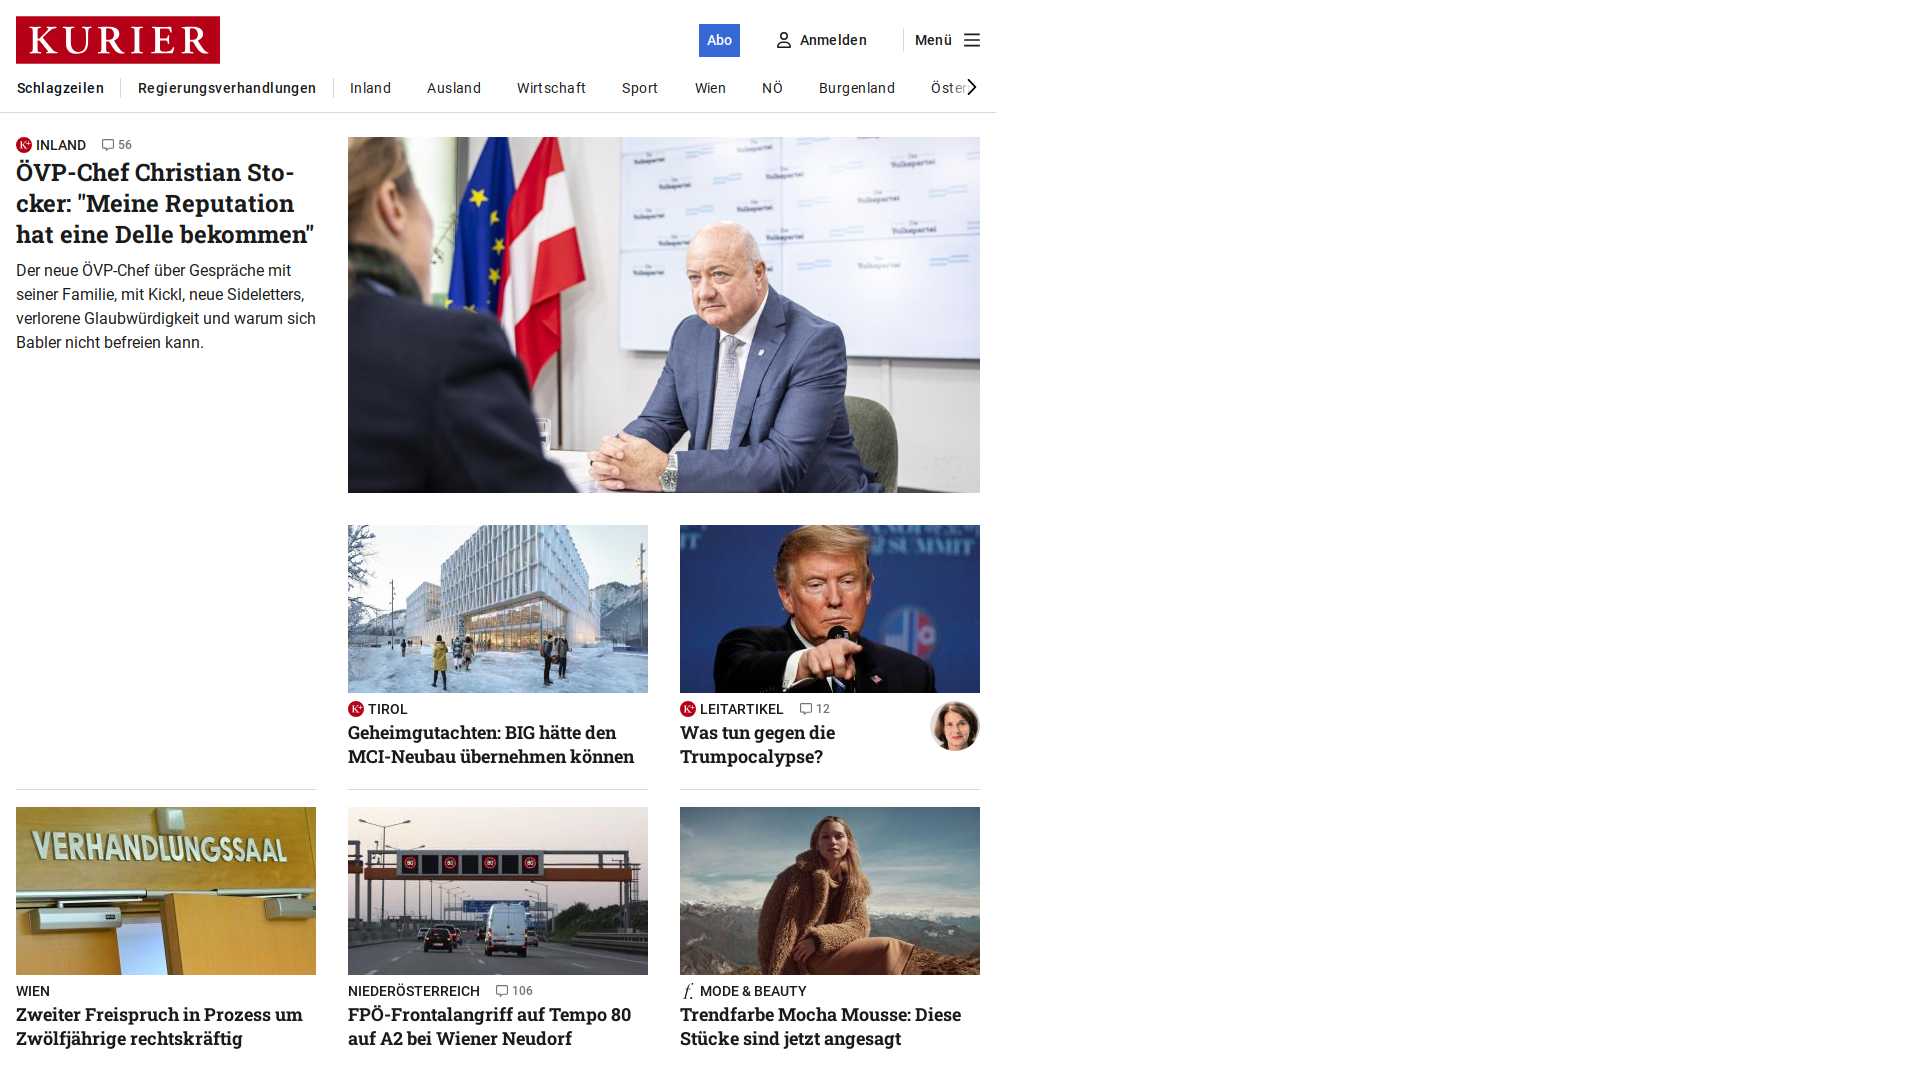 KURIER
Abo
Anmelden
Menü
Schlagzeilen
Regierungsverhandlungen
Inland
Ausland
Wirtschaft
Sport
Wien
NÖ
Burgenland
Öster
INLAND 56
ÖVP-Chef Christian Sto-
cker: "Meine Reputation
hat eine Delle bekommen"
Der neue ÖVP-Chef über Gespräche mit
seiner Familie, mit Kickl, neue Sideletters,
verlorene Glaubwürdigkeit und warum sich
Babler nicht befreien kann.
Volkspartei
SUMMIT
TIROL
Geheimgutachten: BIG hätte den
MCI-Neubau übernehmen können
LEITARTIKEL 12
Was tun gegen die
Trumpocalypse?
VERHANDLUNGSSAAL
WIEN
Zweiter Freispruch in Prozess um
Zwölfjährige rechtskräftig
NIEDERÖSTERREICH 106
FPÖ-Frontalangriff auf Tempo 80
auf A2 bei Wiener Neudorf
f. MODE & BEAUTY
Trendfarbe Mocha Mousse: Diese
Stücke sind jetzt angesagt